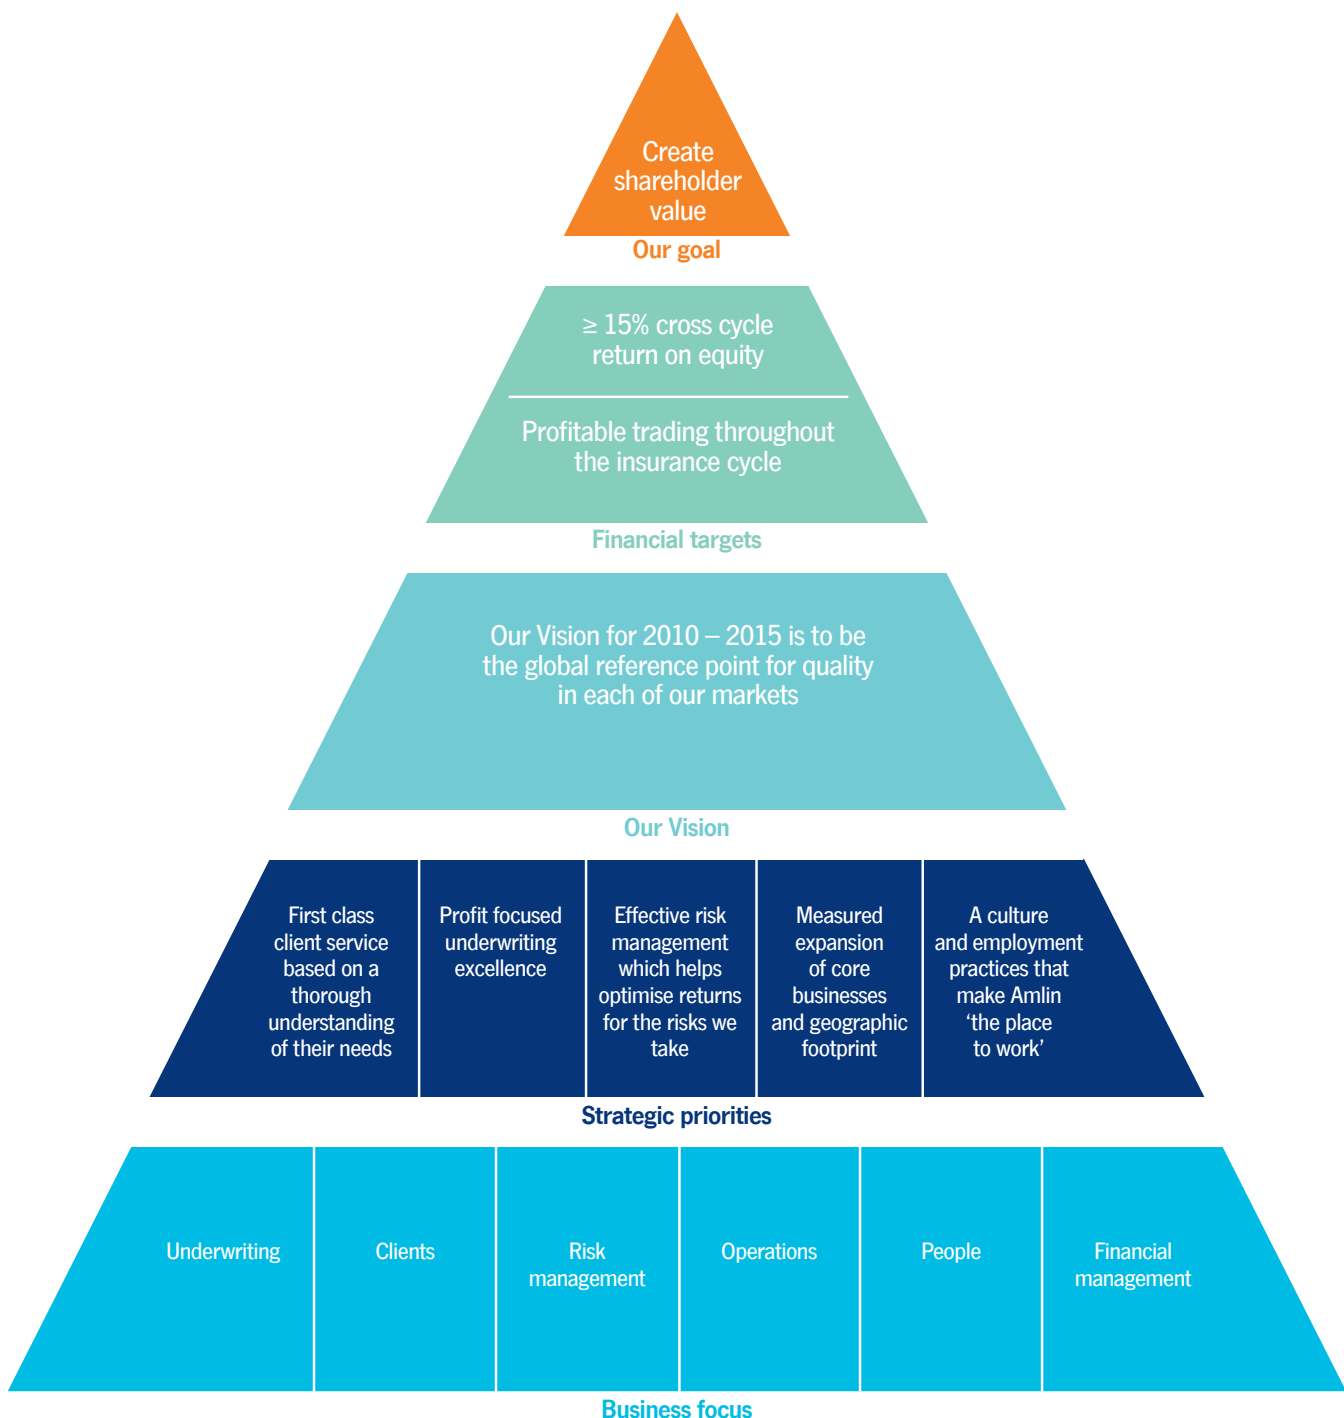 Create
shareholder
value
Our goal
≥ 15% cross cycle
return on equity
Profitable trading throughout
the insurance cycle
Financial targets
Our Vision for 2010 – 2015 is to be
the global reference point for quality
in each of our markets
Our Vision
First class
client service
based on a
thorough
understanding
of their needs
Profit focused
underwriting
excellence
Effective risk
management
which helps
optimise returns
for the risks we
take
Measured
expansion
of core
businesses
and geographic
footprint
A culture
and employment
practices that
make Amlin
‘the place
to work’
Strategic priorities
Underwriting
Clients
Risk
management
Operations
People
Financial
management
Business focus